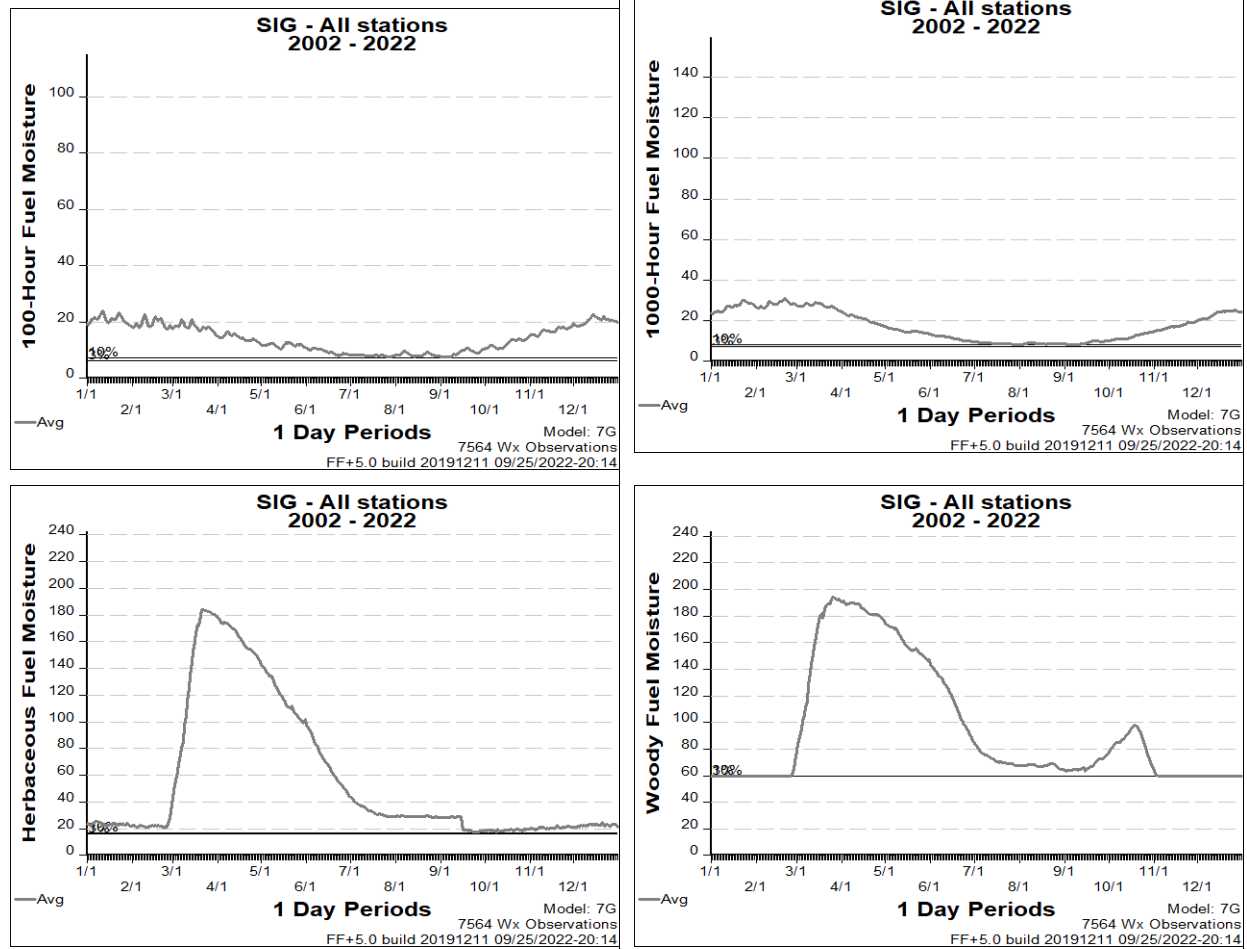 SIG - All stations
2002 - 2022
100-Hour Fuel Moisture
100
80
60
40
20
0
10%
1/1 3/1 4/1 5/1 6/1 7/1 8/1 9/1 10/1 11/1
2/1 12/1
Avg
1 Day Periods
Model: 7G
7564 Wx Observations
FF+5.0 build 20191211 09/25/2022-20:14
SIG - All stations
2002 - 2022
1000-Hour Fuel Moisture
140
120
100
80
60
40
20
0
10%
1/1 3/1 5/1 7/1 9/1 11/1
2/1 4/1 6/1 8/1 10/1 12/1
Avg
1 Day Periods
Model: 7G
7564 Wx Observations
FF+5.0 build 20191211 09/25/2022-20:14
SIG - All stations
2002 - 2022
Herbaceous Fuel Moisture
240
220
200
180
160
140
120
100
80
60
40
20
0
1/1 3/1 5/1 7/1 9/1 11/1
2/1 4/1 6/1 8/1 10/1 12/1
Avg
1 Day Periods
Model: 7G
7564 Wx Observations
FF+5.0 build 20191211 09/25/2022-20:14
SIG - All stations
2002 - 2022
Woody Fuel Moisture
240
220
200
180
160
140
120
100
80
60
40
20
0
1/1 3/1 5/1 7/1 9/1 11/1
2/1 4/1 6/1 8/1 10/1 12/1
Avg
1 Day Periods
Model: 7G
7564 Wx Observations
FF+5.0 build 20191211 09/25/2022-20:14